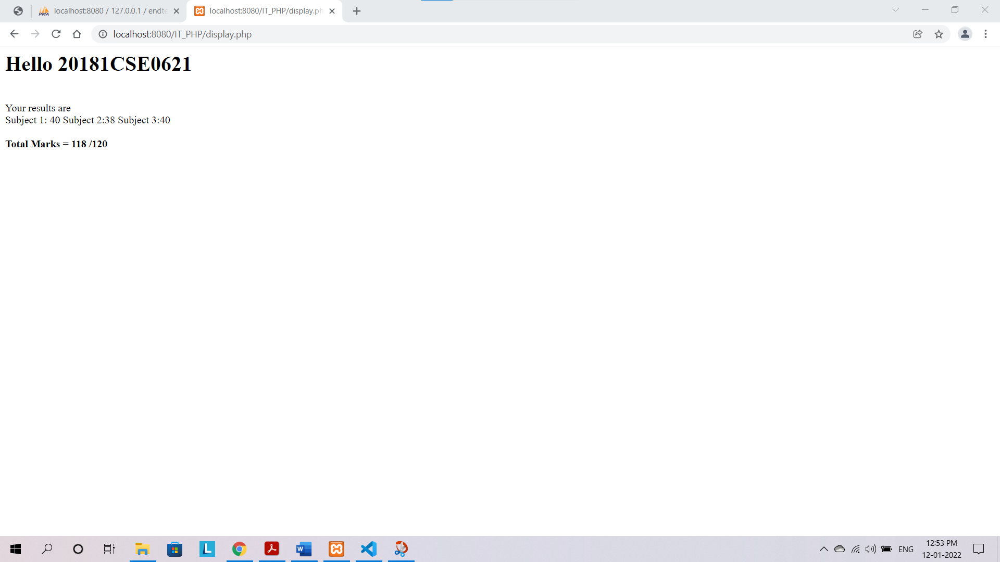 localhost:8080 / 127.0.0.1 / endte
localhost:8080/IT_PHP/display.ph
localhost:8080/IT_PHP/display.php
Hello 20181CSE0621
Your results are
Subject 1: 40 Subject 2:38 Subject 3:40
Total Marks = 118 /120
PMA
L
W
ENG
12:53 PM
12-01-2022